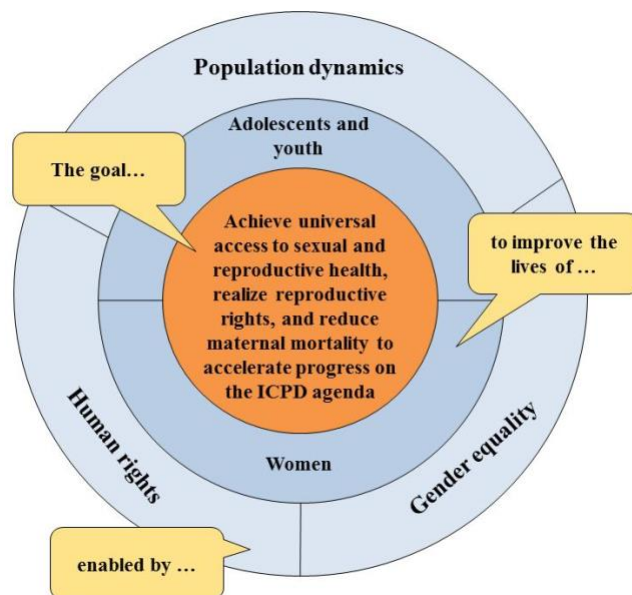 Population dynamics
Adolescents and
youth
The goal…
Achieve universal
access to sexual and
reproductive health,
realize reproductive
rights, and reduce
maternal mortality to
accelerate progress on
the ICPD agenda
to improve the
lives of …
Human rights
Gender equality
Women
enabled by …